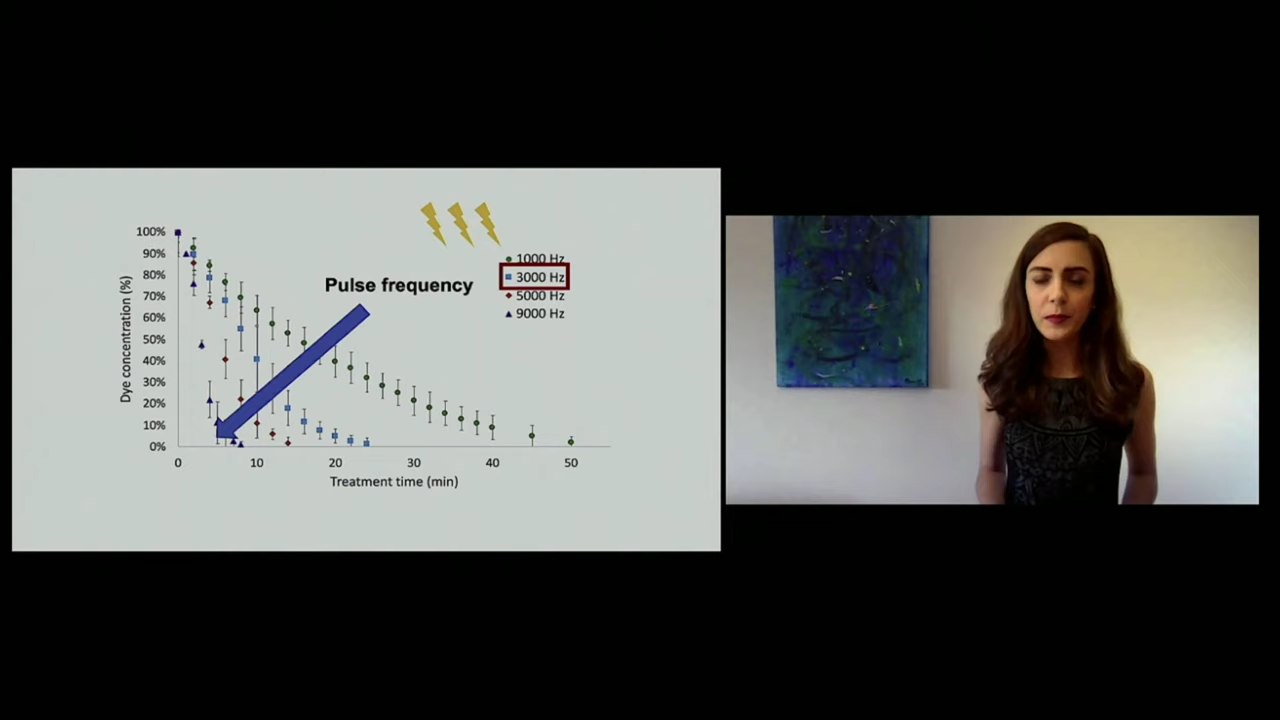 100%
90%
80%
70%
60%
50%
40%
30%
20%
10%
0%
Dye concentration (%)
Pulse frequency
1000 Hz
3000 Hz
5000 Hz
9000 Hz
0 10 20 30 40 50
Treatment time (min)